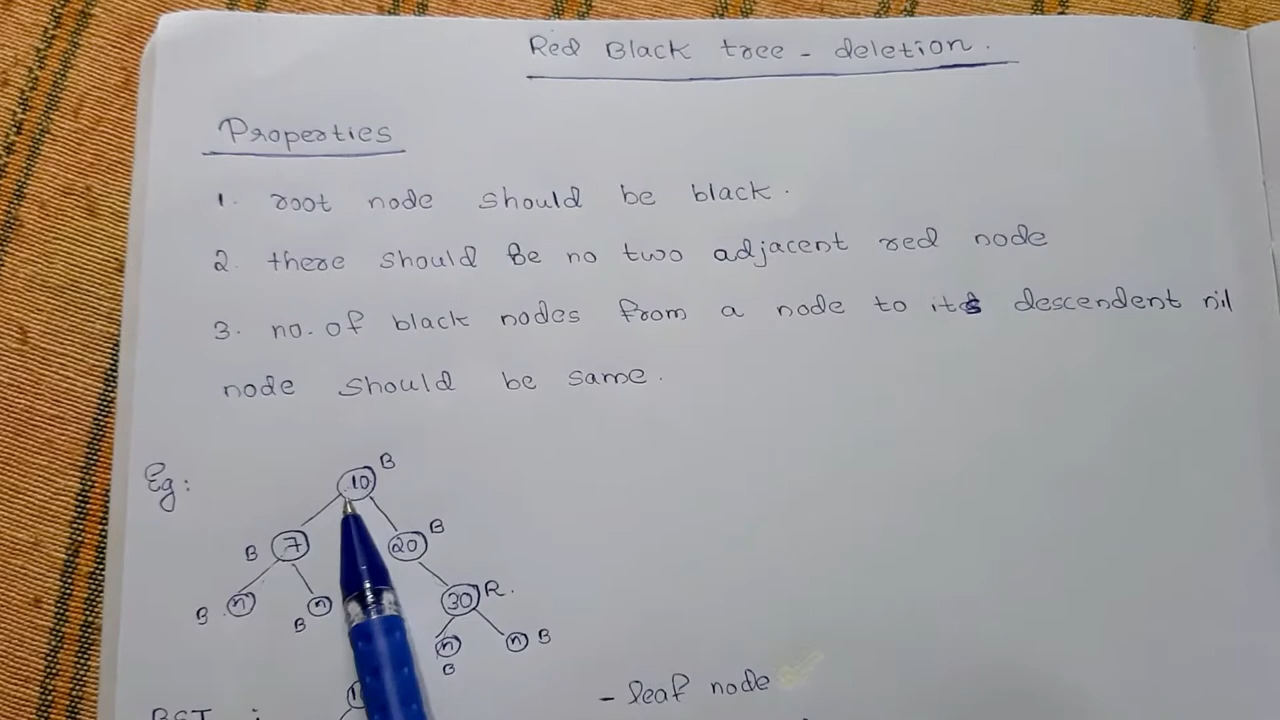 Red Black tree - deletion.
Properties
1. root node should be black.
2. there should be no two adjacent red node
3. no. of black nodes from a node to its descendent nil
node should be same.
Eg:
10 B
B 7 20 B
B n n 30 R.
B n n B
B
- leaf node